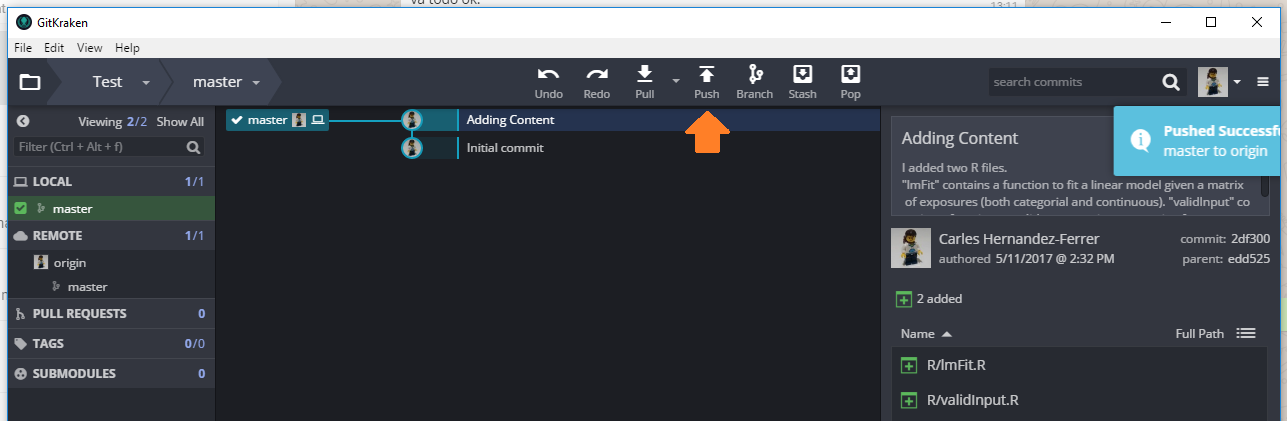 va todo ok.
13:11
GitKraken
File Edit View Help
Test master
Undo Redo Pull Push Branch Stash Pop
search commits
Viewing 2/2 Show All
Filter (Ctrl + Alt + f)
LOCAL 1/1
master
REMOTE 1/1
origin
master
PULL REQUESTS 0
TAGS 0/0
SUBMODULES 0
master Adding Content
Initial commit
Pushed Successf
master to origin
Adding Content
I added two R files.
"lmFit" contains a function to fit a linear model given a matrix
of exposures (both categorial and continuous). "validInput" co
Carles Hernandez-Ferrer commit: 2df300
authored 5/11/2017 @ 2:32 PM parent: edd525
2 added
Name Full Path
R/lmFit.R
R/validInput.R